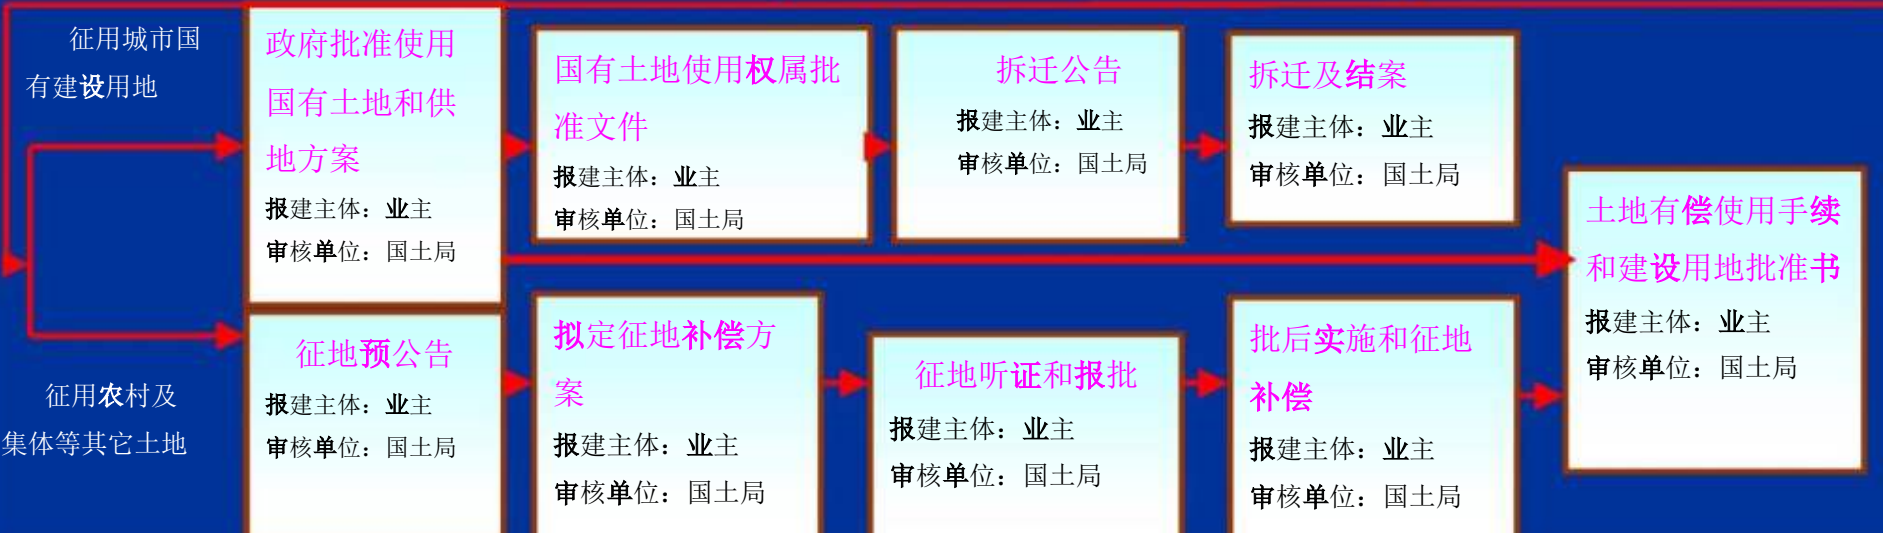 征用城市国
有建设用地
政府批准使用
国有土地和供
地方案
报建主体：业主
审核单位：国土局
国有土地使用权属批
准文件
报建主体：业主
审核单位：国土局
拆迁公告
报建主体：业主
审核单位：国土局
拆迁及结案
报建主体：业主
审核单位：国土局
土地有偿使用手续
和建设用地批准书
报建主体：业主
审核单位：国土局
征用农村及
集体等其它土地
征地预公告
报建主体：业主
审核单位：国土局
拟定征地补偿方
案
报建主体：业主
审核单位：国土局
征地听证和报批
报建主体：业主
审核单位：国土局
批后实施和征地
补偿
报建主体：业主
审核单位：国土局